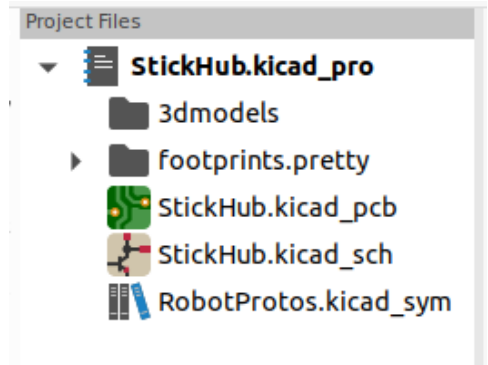 Project Files
StickHub.kicad_pro
3dmodels
footprints.pretty
StickHub.kicad_pcb
StickHub.kicad_sch
RobotProtos.kicad_sym